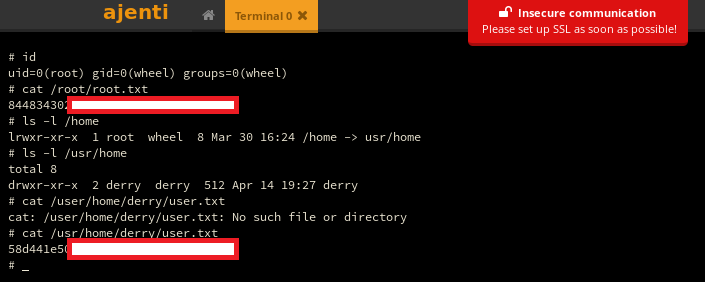 ajenti
Terminal 0 ✖
Insecure communication
Please set up SSL as soon as possible!
# id
uid=0(root) gid=0(wheel) groups=0(wheel)
# cat /root/root.txt
844834302
# ls -l /home
lrwxr-xr-x  1 root  wheel  8 Mar 30 16:24 /home -> usr/home
# ls -l /usr/home
total 8
drwxr-xr-x  2 derry  derry  512 Apr 14 19:27 derry
# cat /user/home/derry/user.txt
cat: /user/home/derry/user.txt: No such file or directory
# cat /usr/home/derry/user.txt
58d441e50
# _